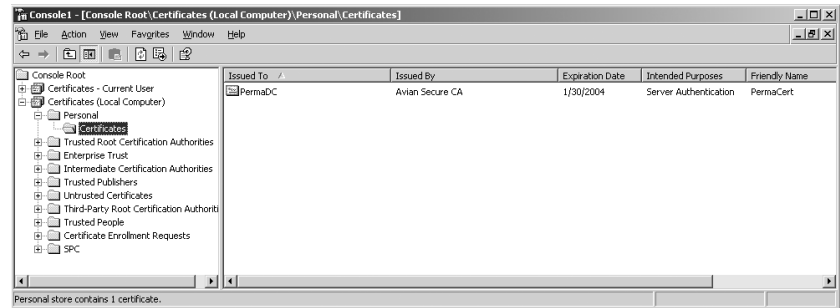 Console1 - [Console Root\Certificates (Local Computer)\Personal\Certificates]
File Action View Favorites Window Help
Console Root
Certificates - Current User
Certificates (Local Computer)
Personal
Certificates
Trusted Root Certification Authorities
Enterprise Trust
Intermediate Certification Authorities
Trusted Publishers
Untrusted Certificates
Third-Party Root Certification Authoriti
Trusted People
Certificate Enrollment Requests
SPC
Issued To Issued By Expiration Date Intended Purposes Friendly Name
PermaDC Avian Secure CA 1/30/2004 Server Authentication PermaCert
Personal store contains 1 certificate.